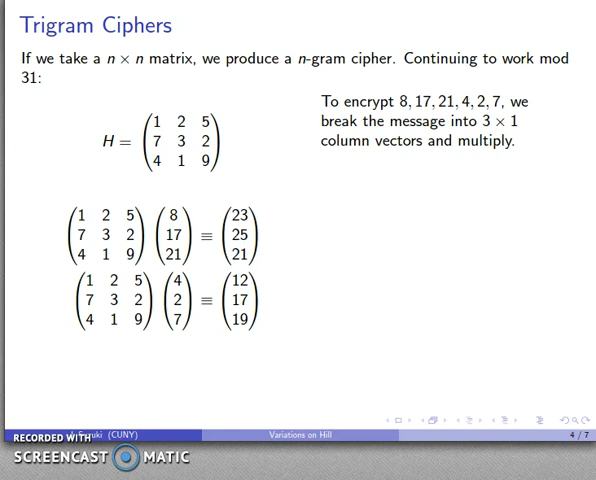 Trigram Ciphers
If we take a n × n matrix, we produce a n-gram cipher. Continuing to work mod
31:
To encrypt 8, 17, 21, 4, 2, 7, we
break the message into 3 × 1
column vectors and multiply.
1 2 5
H = 7 3 2
4 1 9
1 2 5 8 23
7 3 2 17 ≡ 25
4 1 9 21 21
1 2 5 4 12
7 3 2 2 ≡ 17
4 1 9 7 19
(CUNY) Variations on Hill 4 / 7
RECORDED WITH
SCREENCAST MATIC